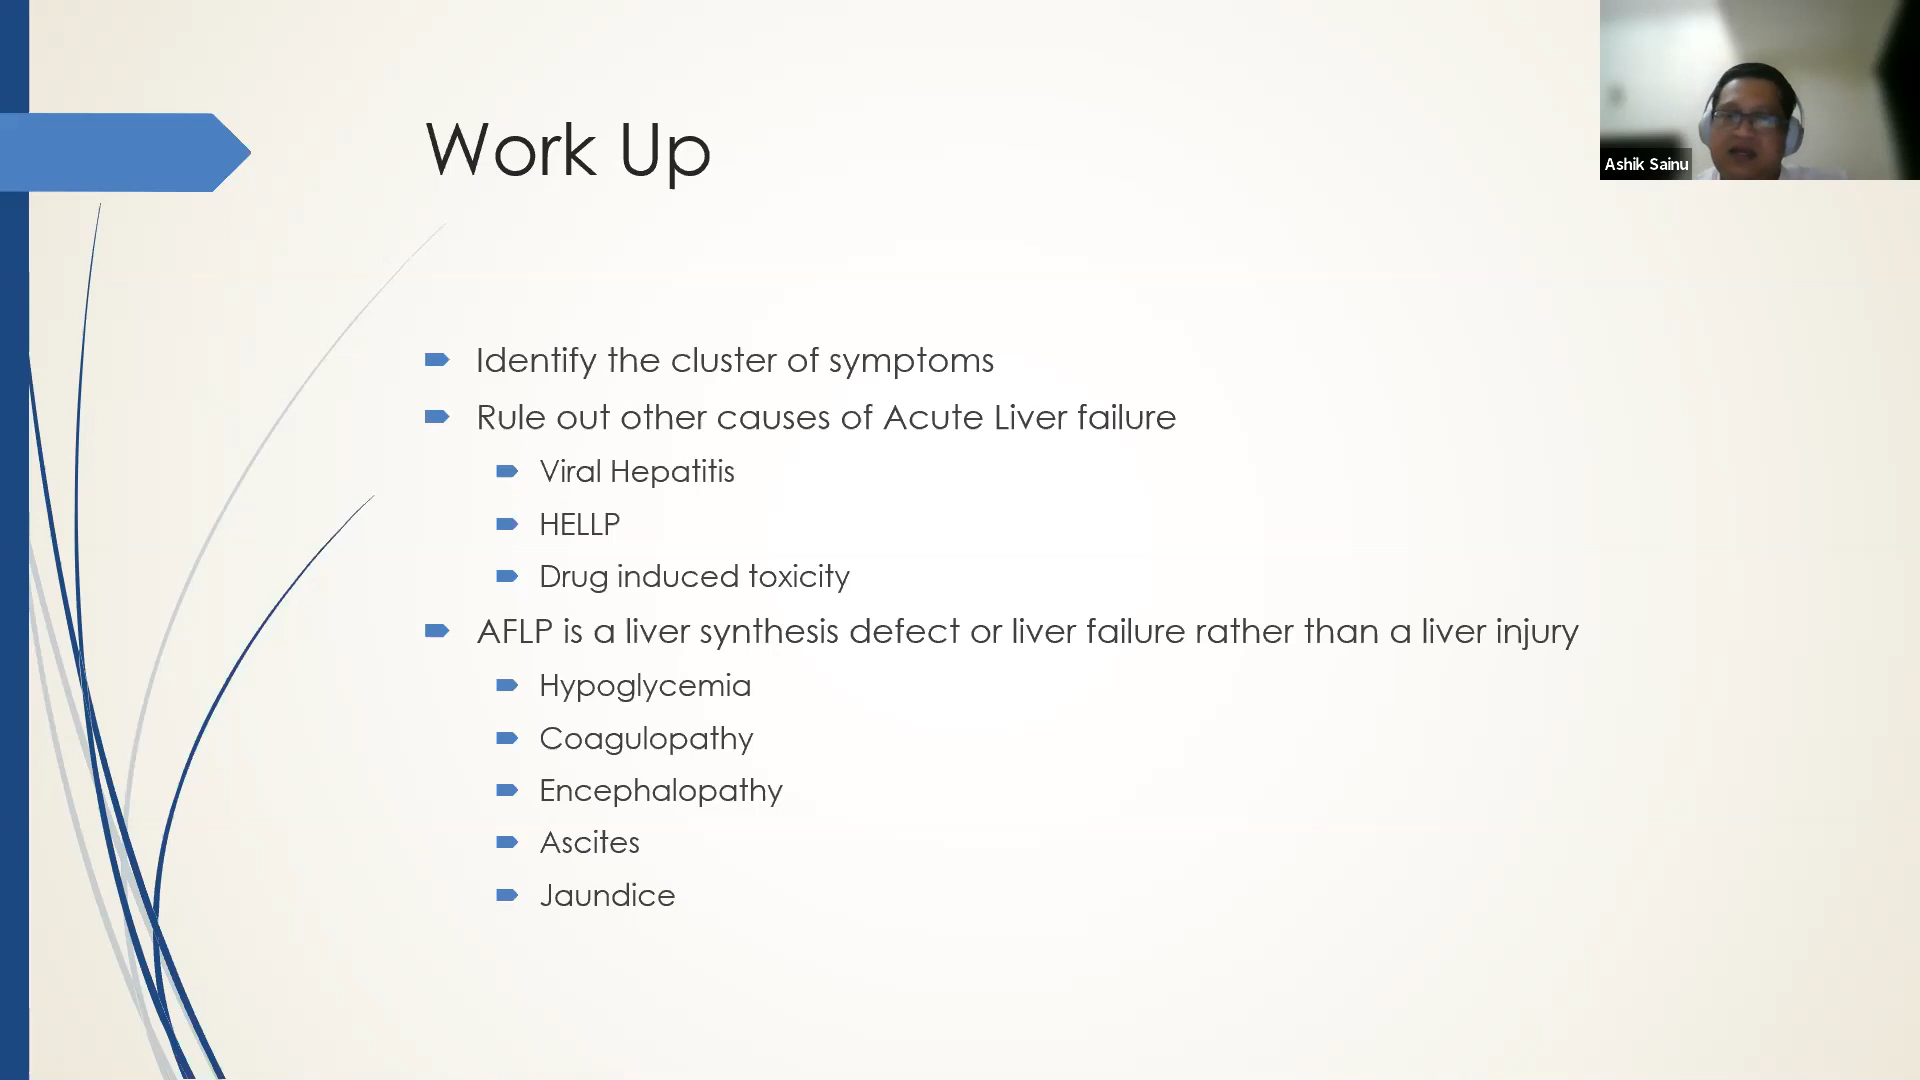 Work Up
Ashik Sainu
Identify the cluster of symptoms
Rule out other causes of Acute Liver failure
Viral Hepatitis
HELLP
Drug induced toxicity
AFLP is a liver synthesis defect or liver failure rather than a liver injury
Hypoglycemia
Coagulopathy
Encephalopathy
Ascites
Jaundice